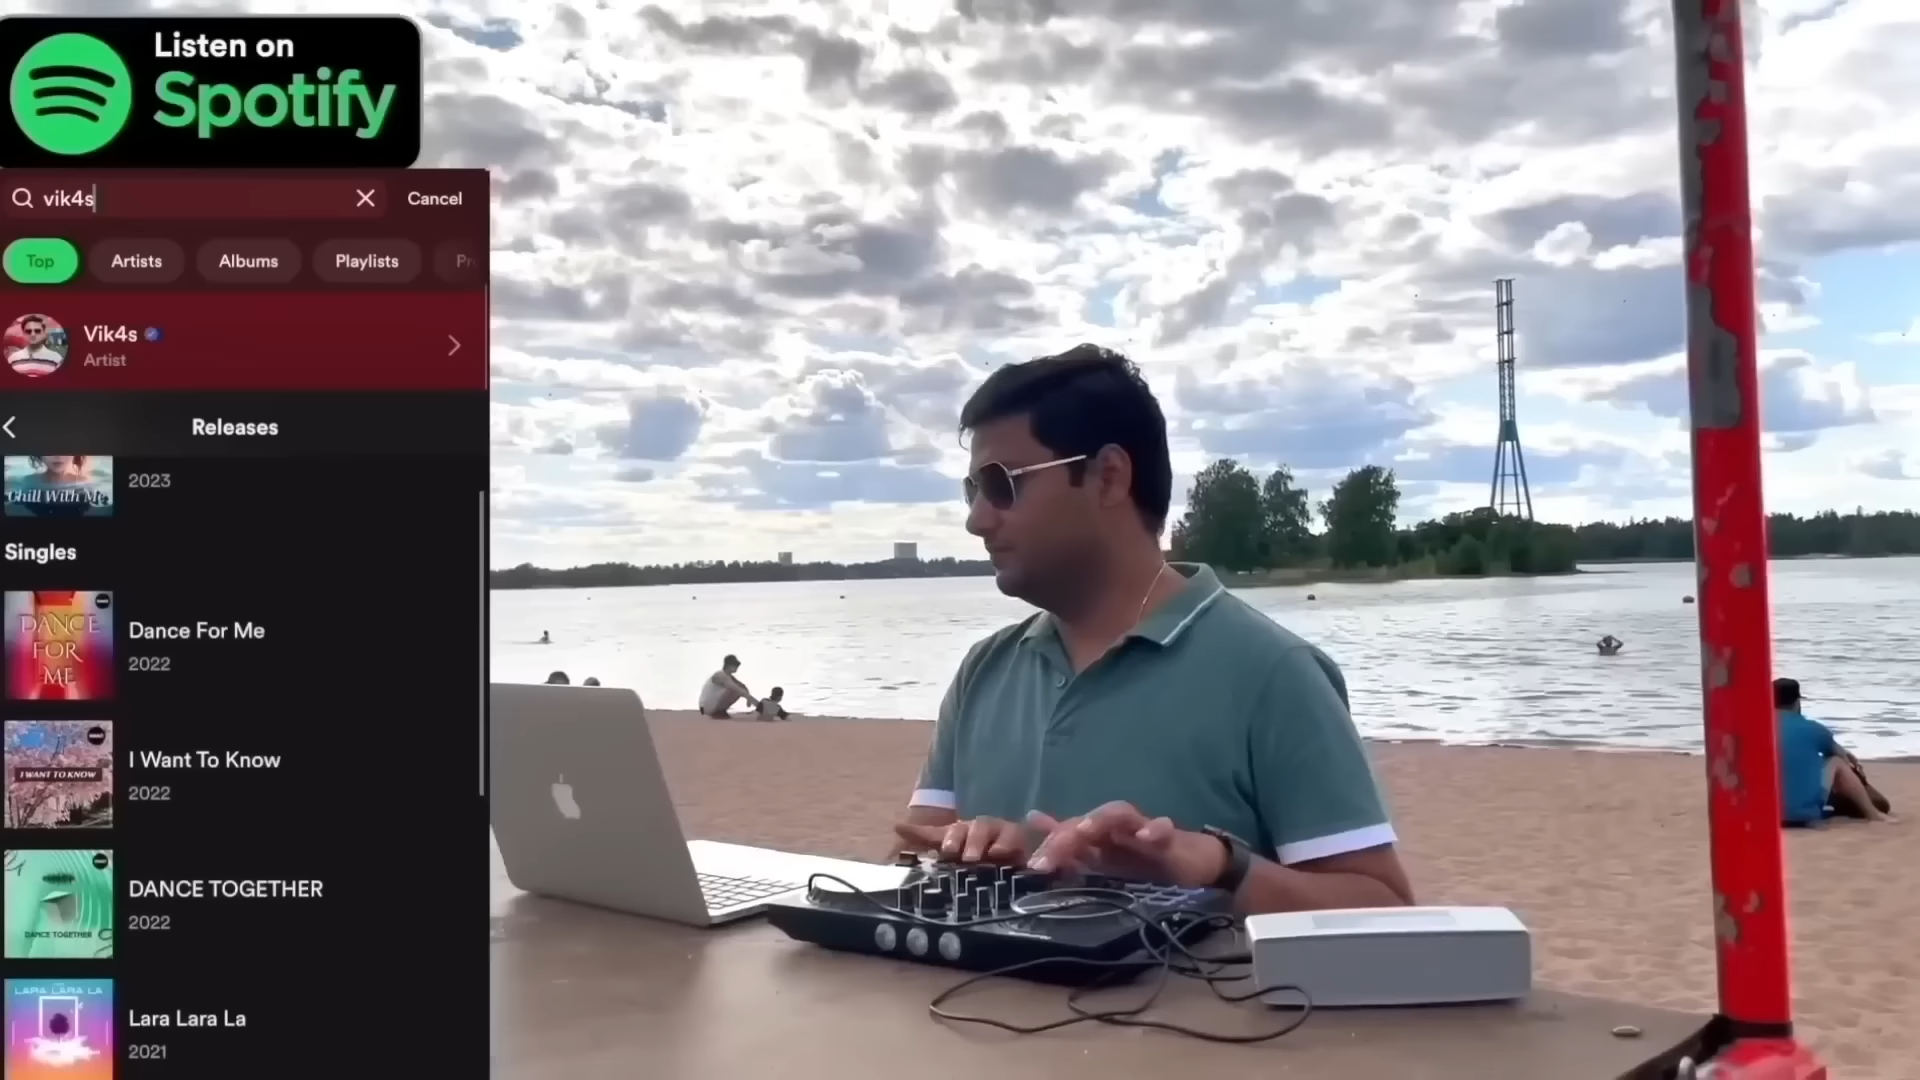 Listen on
Spotify
vik4s
Cancel
Top
Artists
Albums
Playlists
Vik4s
Artist
Releases
Chill With Me
2023
Singles
DANCE
FOR
ME
Dance For Me
2022
I WANT TO KNOW
I Want To Know
2022
DANCE TOGETHER
DANCE TOGETHER
2022
LARA LARA LA
Lara Lara La
2021